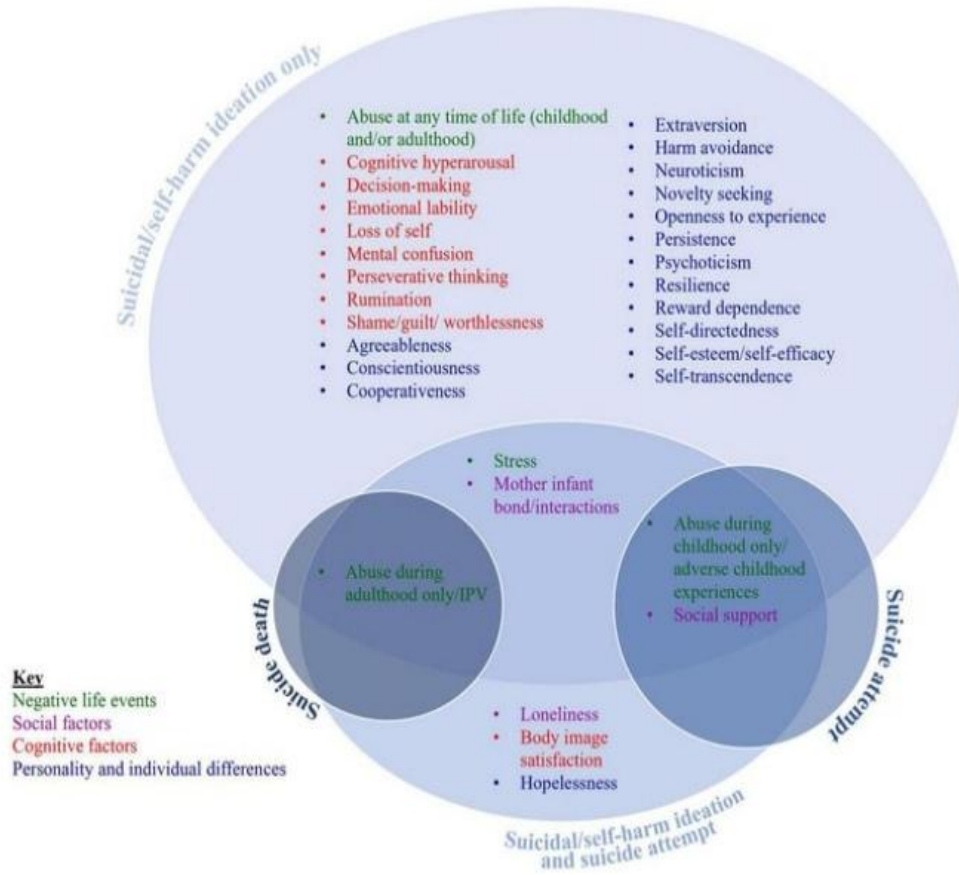 Suicidal/self-harm ideation only
• Abuse at any time of life (childhood
and/or adulthood)
• Cognitive hyperarousal
• Decision-making
• Emotional lability
• Loss of self
• Mental confusion
• Perseverative thinking
• Rumination
• Shame/guilt/ worthlessness
• Agreeableness
• Conscientiousness
• Cooperativeness
• Extraversion
• Harm avoidance
• Neuroticism
• Novelty seeking
• Openness to experience
• Persistence
• Psychoticism
• Resilience
• Reward dependence
• Self-directedness
• Self-esteem/self-efficacy
• Self-transcendence
• Stress
• Mother infant
bond/interactions
• Abuse during
adulthood only/IPV
• Abuse during
childhood only/
adverse childhood
experiences
• Social support
Suicide death
Suicide attempt
• Loneliness
• Body image
satisfaction
• Hopelessness
Suicidal/self-harm ideation
and suicide attempt
Key
Negative life events
Social factors
Cognitive factors
Personality and individual differences